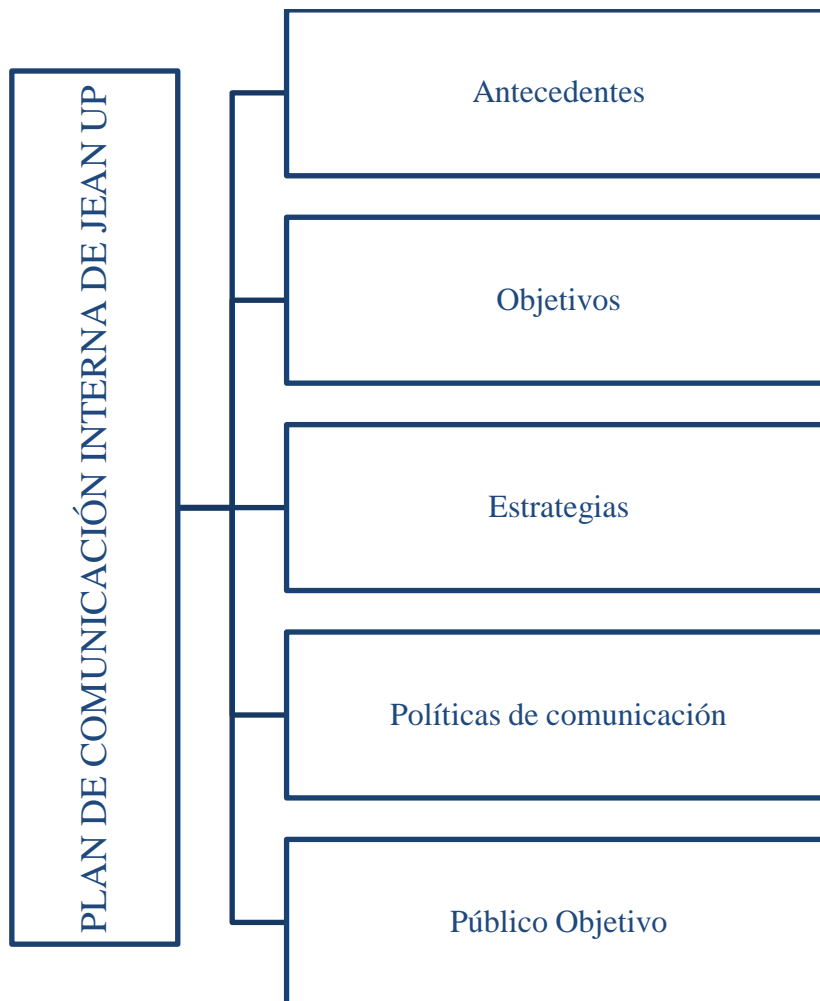 PLAN DE COMUNICACIÓN INTERNA DE JEAN UP
Antecedentes
Objetivos
Estrategias
Políticas de comunicación
Público Objetivo